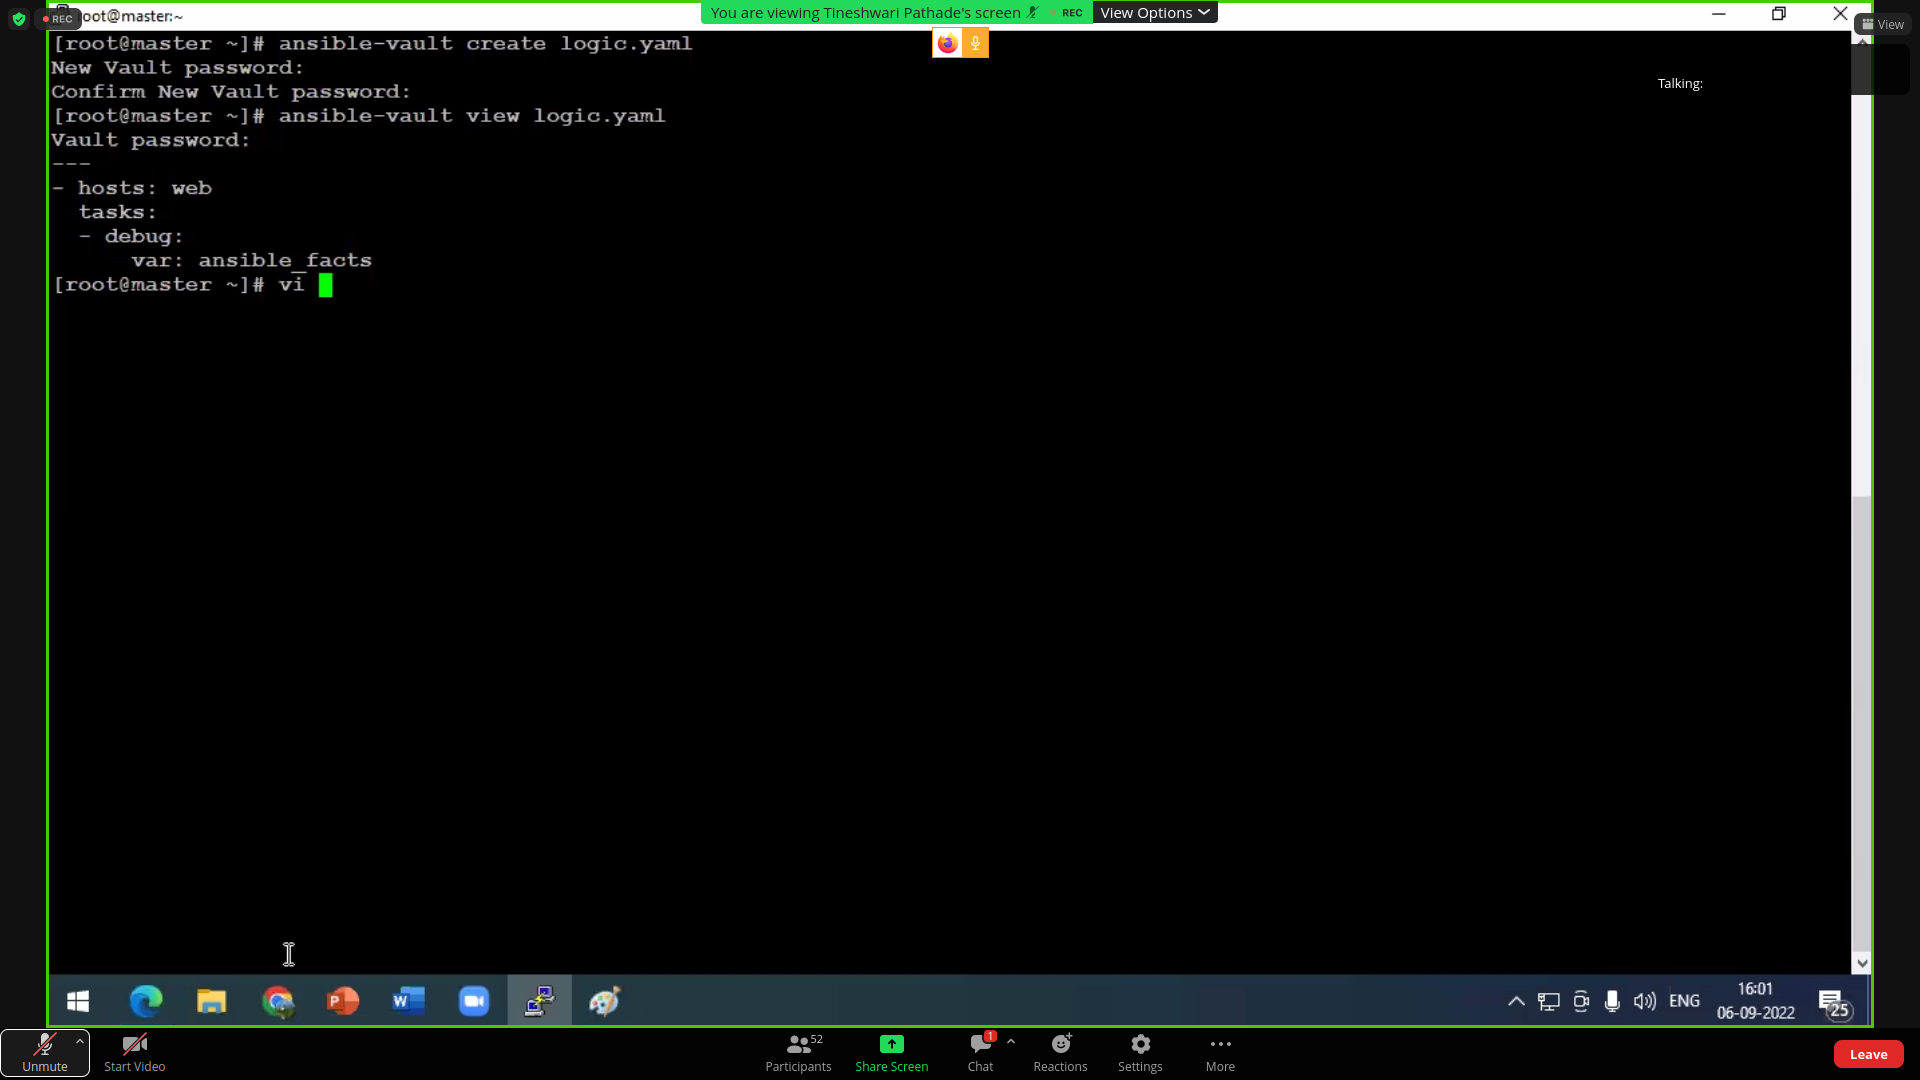 root@master:~
REC
You are viewing Tineshwari Pathade's screen
REC
View Options
View
Talking:
[root@master ~]# ansible-vault create logic.yaml
New Vault password:
Confirm New Vault password:
[root@master ~]# ansible-vault view logic.yaml
Vault password:
---
- hosts: web
tasks:
- debug:
var: ansible_facts
[root@master ~]# vi
ENG
16:01
06-09-2022
25
Unmute
Start Video
Participants
52
Share Screen
Chat
1
Reactions
Settings
More
Leave